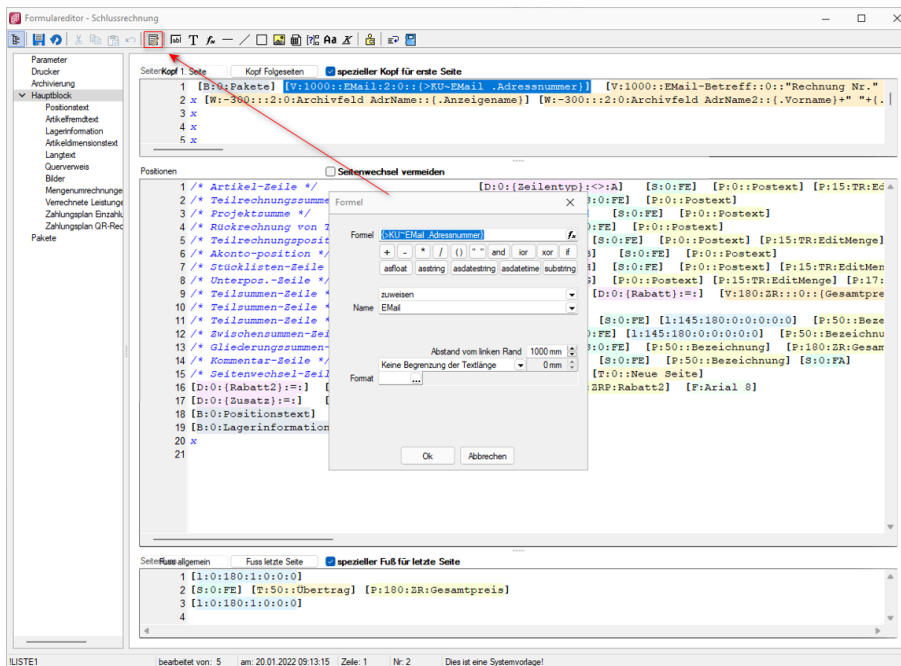 Formulareditor - Schlussrechnung
Parameter
Drucker
Archivierung
Hauptblock
Positionstext
Artikelfremdtext
Lagerinformation
Artikeldimensionstext
Langtext
Querverweis
Bilder
Mengenumrechnunge
Verrechnete Leistunge
Zahlungsplan Einzahlu
Zahlungsplan QR-Rec
Pakete
Kopf 1. Seite Kopf Folgeseiten spezieller Kopf für erste Seite
1 [B:0:Pakete] [V:1000::EMail:2:0::{>KU~EMail .Adressnummer}] [V:1000::EMail-Betreff::0::"Rechnung Nr."
2 x [W:-300:::2:0:Archivfeld AdrName::{.Anzeigename}] [W:-300:::2:0:Archivfeld AdrName2::{.Vorname}+" "+{.
3 x
4 x
5 x
Positionen Seitenwechsel vermeiden
1 /* Artikel-Zeile */ [D:0:{Zeilentyp}:<>:A] [S:0:FE] [P:0::Postext] [P:15:TR:Ed
2 /* Teilrechnungssumme :0:FE] [P:0::Postext]
3 /* Projektsumme */ [S:0:FE] [P:0::Postext]
4 /* Rückrechnung von T :FE] [P:0::Postext]
5 /* Teilrechnungsposit [S:0:FE] [P:0::Postext] [P:15:TR:EditMenge]
6 /* Akonto-position */ [S:0:FE] [P:0::Postext]
7 /* Stücklisten-Zeile [S:0:FE] [P:0::Postext] [P:15:TR:EditMen
8 /* Unterpos.-Zeile */ [P:0::Postext] [P:15:TR:EditMenge] [P:17:
9 /* Teilsummen-Zeile * [D:0:{Rabatt}:=:] [V:180:ZR:::0::{Gesamtpre
10 /* Teilsummen-Zeile *
11 /* Teilsummen-Zeile * [S:0:FE] [l:145:180:0:0:0:0:0] [P:50::Beze
12 /* Zwischensummen-Zei :FE] [l:145:180:0:0:0:0:0] [P:50::Bezeichnu
13 /* Gliederungssummen- :0:FE] [P:50::Bezeichnung] [P:180:ZR:Gesam
14 /* Kommentar-Zeile */ [S:0:FE] [P:50::Bezeichnung] [S:0:FA]
15 /* Seitenwechsel-Zeil [T:0::Neue Seite]
16 [D:0:{Rabatt2}:=:] [ ZRP:Rabatt2] [F:Arial 8]
17 [D:0:{Zusatz}:=:] [
18 [B:0:Positionstext]
19 [B:0:Lagerinformation
20 x
21
Formel
Formel {>KU~EMail .Adressnummer} fx
+ - * / () " " and ior xor if
asfloat asstring asdatestring asdatetime substring
zuweisen
Name EMail
Abstand vom linken Rand 1000 mm
Keine Begrenzung der Textlänge 0 mm
Format ...
Ok Abbrechen
Fuss allgemein Fuss letzte Seite spezieller Fuß für letzte Seite
1 [l:0:180:1:0:0:0]
2 [S:0:FE] [T:50::Übertrag] [P:180:ZR:Gesamtpreis]
3 [l:0:180:1:0:0:0]
4
!LISTE1 bearbeitet von: 5 am: 20.01.2022 09:13:15 Zeile: 1 Nr: 2 Dies ist eine Systemvorlage!